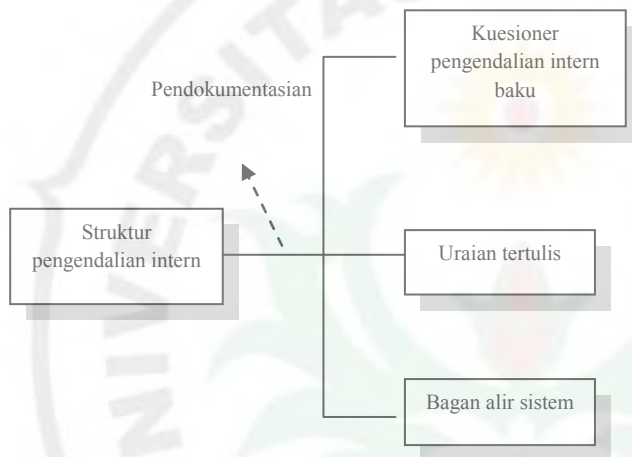 Kuesioner
pengendalian intern
baku
Pendokumentasian
Struktur
pengendalian intern
Uraian tertulis
Bagan alir sistem